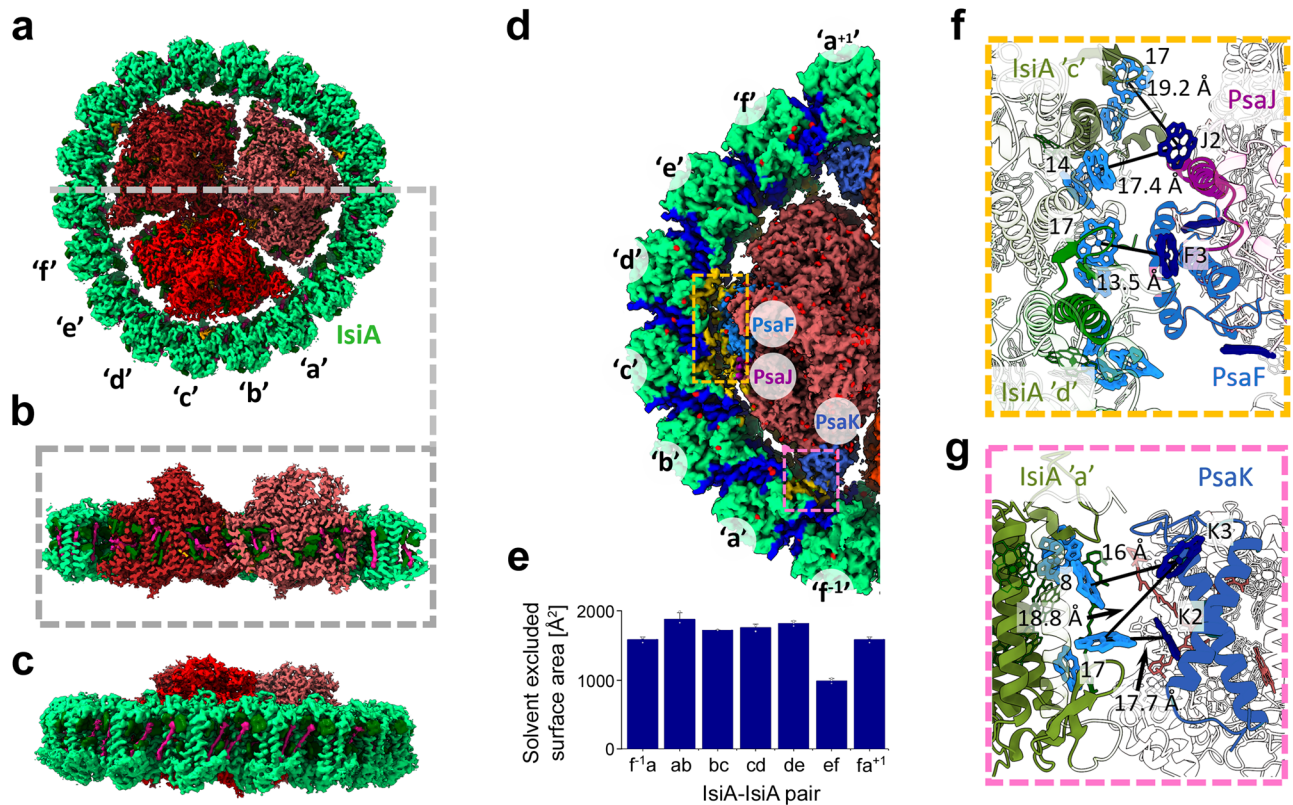 a
'f'
'e'
'd'
'c'
'b'
'a'
IsiA
b
c
d
'a+1'
'f'
'e'
'd'
'c'
'b'
'a'
'f-1'
PsaF
PsaJ
PsaK
e
Solvent excluded
surface area [Å2]
2000
1000
0
f-1a ab bc cd de ef fa+1
IsiA-IsiA pair
f
IsiA 'c'
17
19.2 Å
PsaJ
J2
14
17.4 Å
17
F3
13.5 Å
PsaF
IsiA 'd'
g
IsiA 'a'
PsaK
K3
16 Å
8
18.8 Å
K2
17
17.7 Å